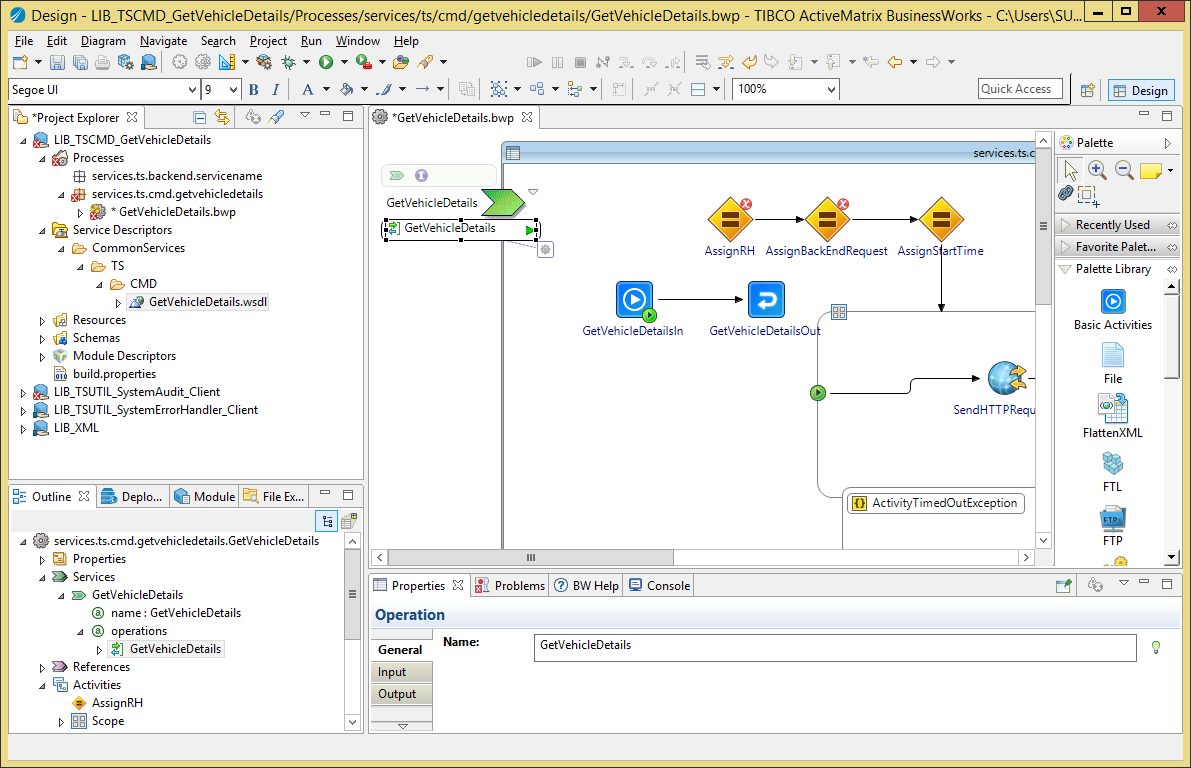 Design - LIB_TSCMD_GetVehicleDetails/Processes/services/ts/cmd/getvehicledetails/GetVehicleDetails.bwp - TIBCO ActiveMatrix BusinessWorks - C:\Users\SU...
File Edit Diagram Navigate Search Project Run Window Help
Segoe UI 9 B I A 100% Quick Access Design
*Project Explorer
LIB_TSCMD_GetVehicleDetails
Processes
services.ts.backend.servicename
services.ts.cmd.getvehicledetails
* GetVehicleDetails.bwp
Service Descriptors
CommonServices
TS
CMD
GetVehicleDetails.wsdl
Resources
Schemas
Module Descriptors
build.properties
LIB_TSUTIL_SystemAudit_Client
LIB_TSUTIL_SystemErrorHandler_Client
LIB_XML
Outline Deplo... Module File Ex...
services.ts.cmd.getvehicledetails.GetVehicleDetails
Properties
Services
GetVehicleDetails
name : GetVehicleDetails
operations
GetVehicleDetails
References
Activities
AssignRH
Scope
*GetVehicleDetails.bwp
services.ts.c
GetVehicleDetails
GetVehicleDetails
AssignRH AssignBackEndRequest AssignStartTime
GetVehicleDetailsIn GetVehicleDetailsOut
SendHTTPRequ
ActivityTimedOutException
Palette
Recently Used
Favorite Palet...
Palette Library
Basic Activities
File
FlattenXML
FTL
FTP
Properties Problems BW Help Console
Operation
General
Input
Output
Name: GetVehicleDetails